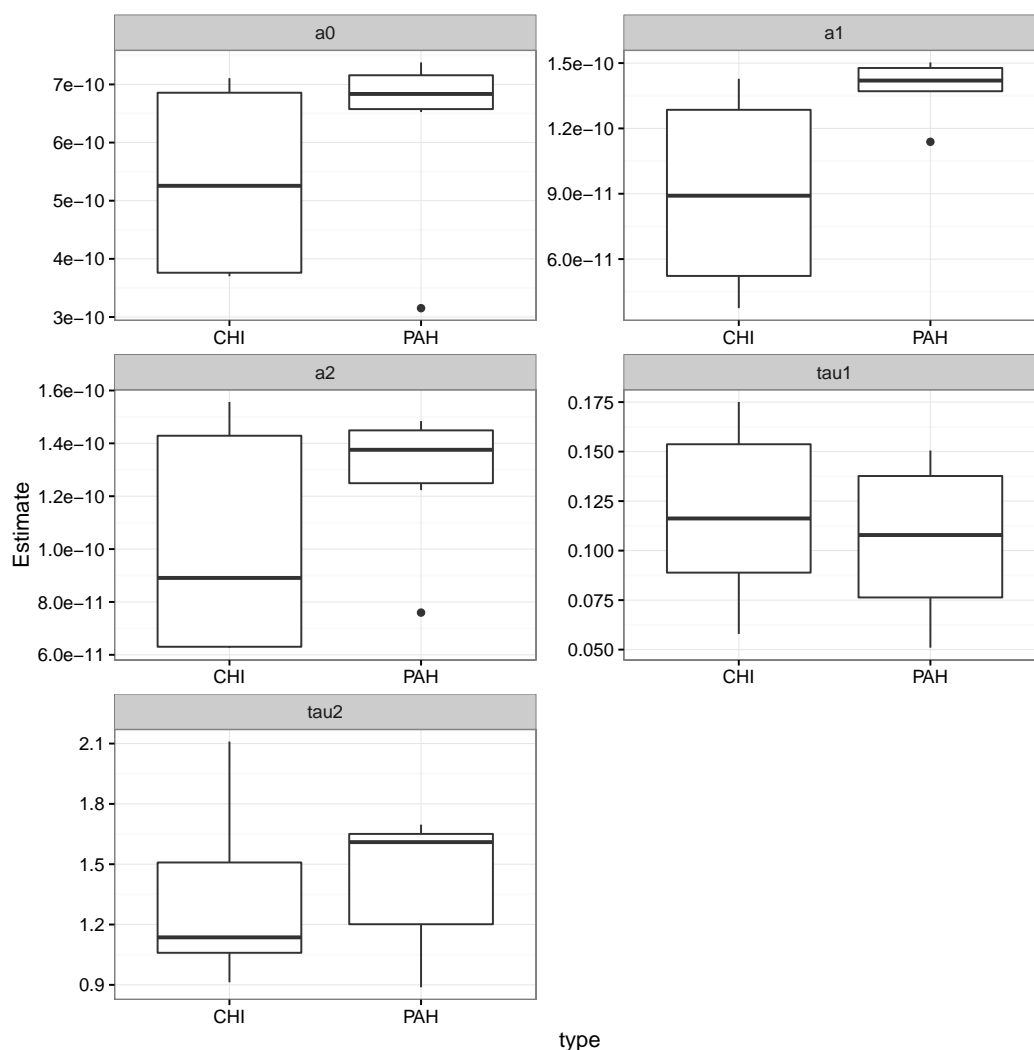 a0
7e−10
6e−10
5e−10
4e−10
3e−10
CHI PAH
a1
1.5e−10
1.2e−10
9.0e−11
6.0e−11
CHI PAH
a2
1.6e−10
1.4e−10
1.2e−10
1.0e−10
8.0e−11
6.0e−11
CHI PAH
tau1
0.175
0.150
0.125
0.100
0.075
0.050
CHI PAH
Estimate
tau2
2.1
1.8
1.5
1.2
0.9
CHI PAH
type